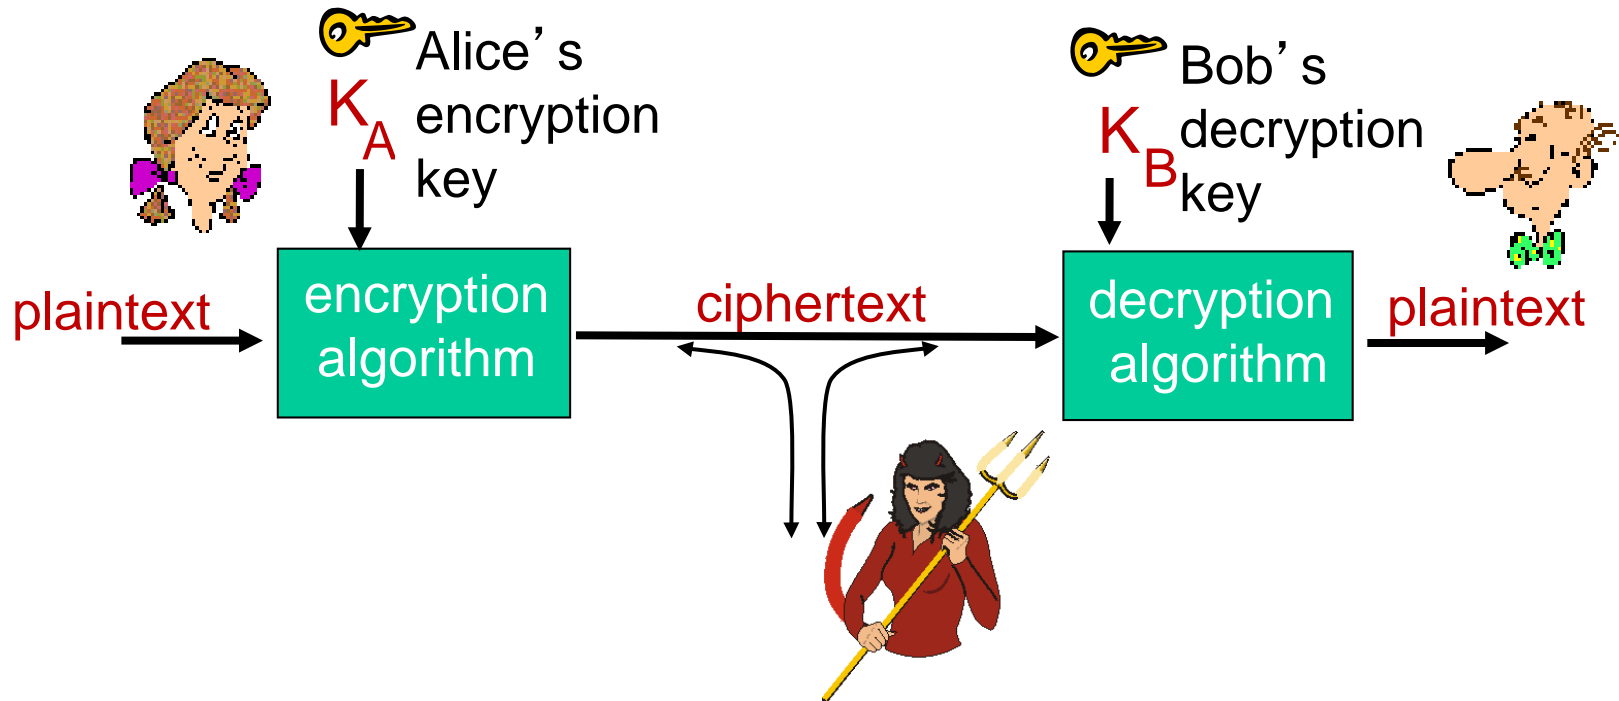 Alice’s
encryption
key
K
A
Bob’s
decryption
key
K
B
plaintext
encryption
algorithm
ciphertext
decryption
algorithm
plaintext